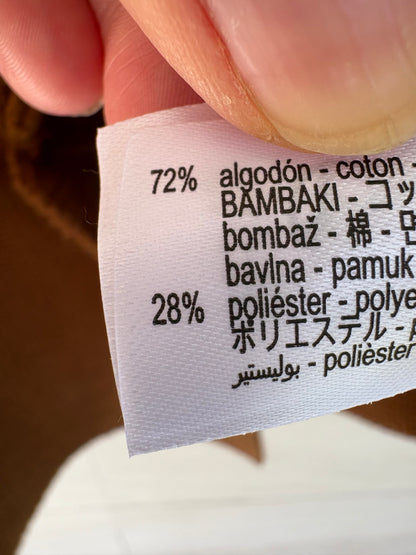 72% algodón - coton -
BAMBAKI - コッ
bombaž - 棉 -
bavlna - pamuk
28% poliéster - polye
ポリエステル -
بوليستير - polièster